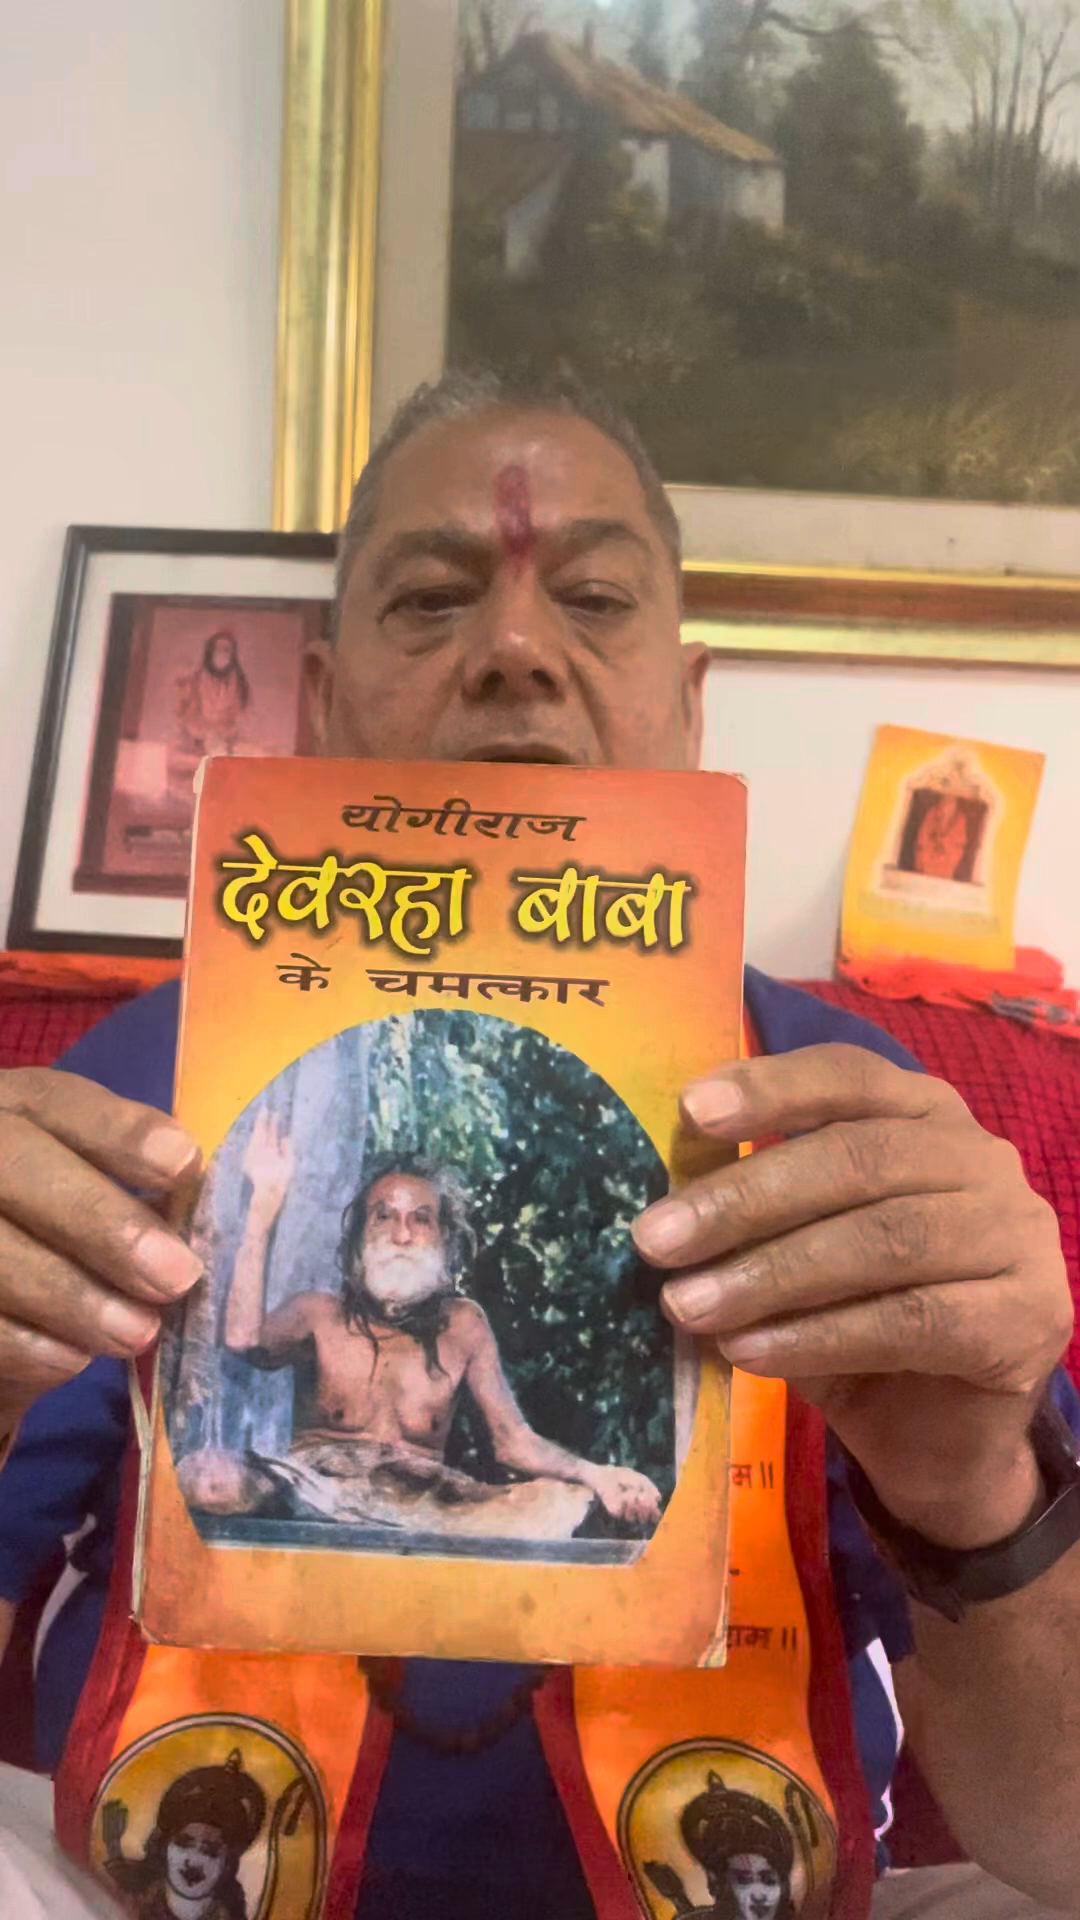 योगीराज
देवरहा बाबा
के चमत्कार
म॥
राम॥